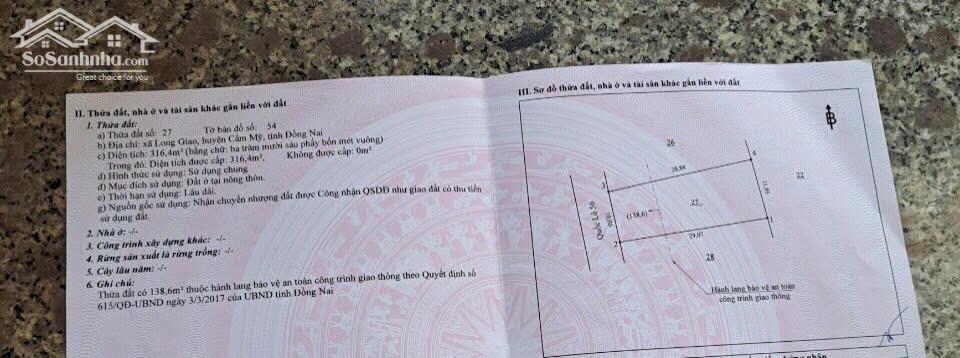 SoSanhnha.com
Great choice for you
II. Thửa đất, nhà ở và tài sản khác gắn liền với đất
1. Thửa đất:
a) Thửa đất số: 27 Tờ bản đồ số: 54
b) Địa chỉ: xã Long Giao, huyện Cẩm Mỹ, tỉnh Đồng Nai
c) Diện tích: 316,4m² (bằng chữ: ba trăm mười sáu phẩy bốn mét vuông)
Trong đó: Diện tích được cấp: 316,4m², Không được cấp: 0m²
d) Hình thức sử dụng: Sử dụng chung
đ) Mục đích sử dụng: Đất ở tại nông thôn.
e) Thời hạn sử dụng: Lâu dài.
g) Nguồn gốc sử dụng: Nhận chuyển nhượng đất được Công nhận QSDĐ như giao đất có thu tiền
sử dụng đất.
2. Nhà ở: -/-
3. Công trình xây dựng khác: -/-
4. Rừng sản xuất là rừng trồng: -/-
5. Cây lâu năm: -/-
6. Ghi chú:
Thửa đất có 138,6m² thuộc hành lang bảo vệ an toàn công trình giao thông theo Quyết định số
615/QĐ-UBND ngày 3/3/2017 của UBND tỉnh Đồng Nai
III. Sơ đồ thửa đất, nhà ở và tài sản khác gắn liền với đất
B
26
4
28.88
22
3
Quốc Lộ 56
(138.6)
27
1
2
29.07
28
Hành lang bảo vệ an toàn
công trình giao thông